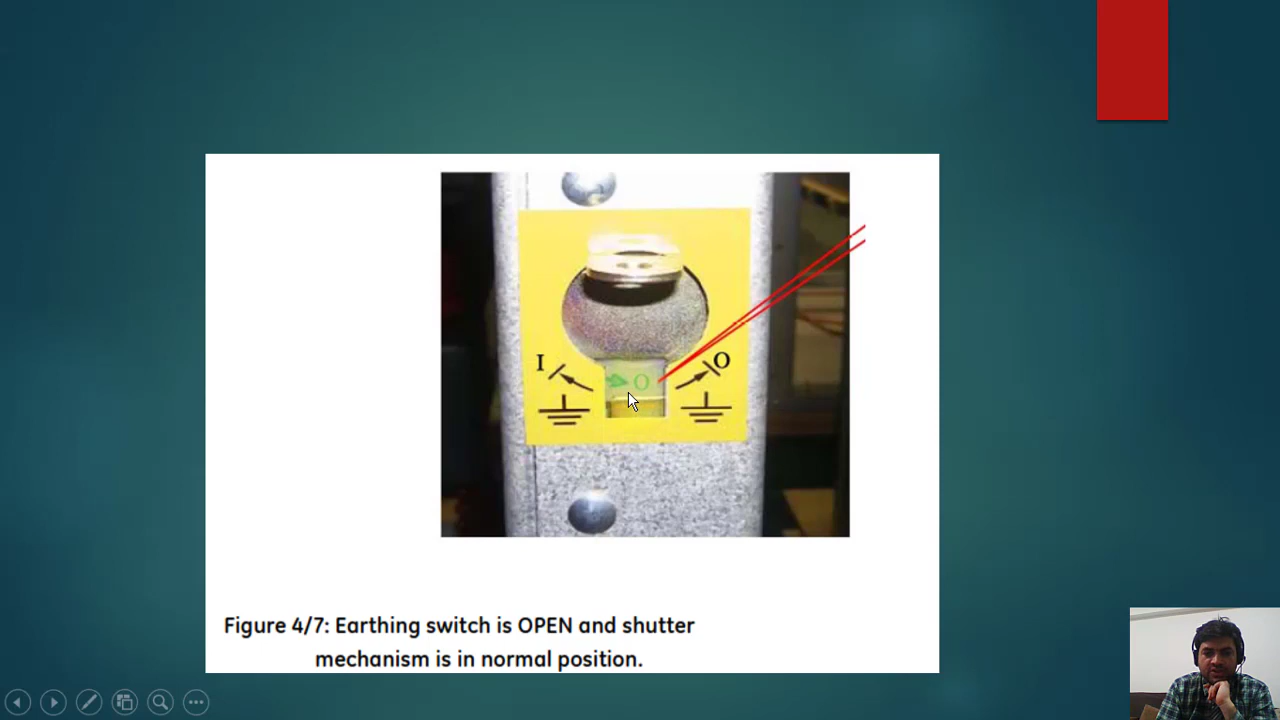 I
O
O
Figure 4/7: Earthing switch is OPEN and shutter
mechanism is in normal position.